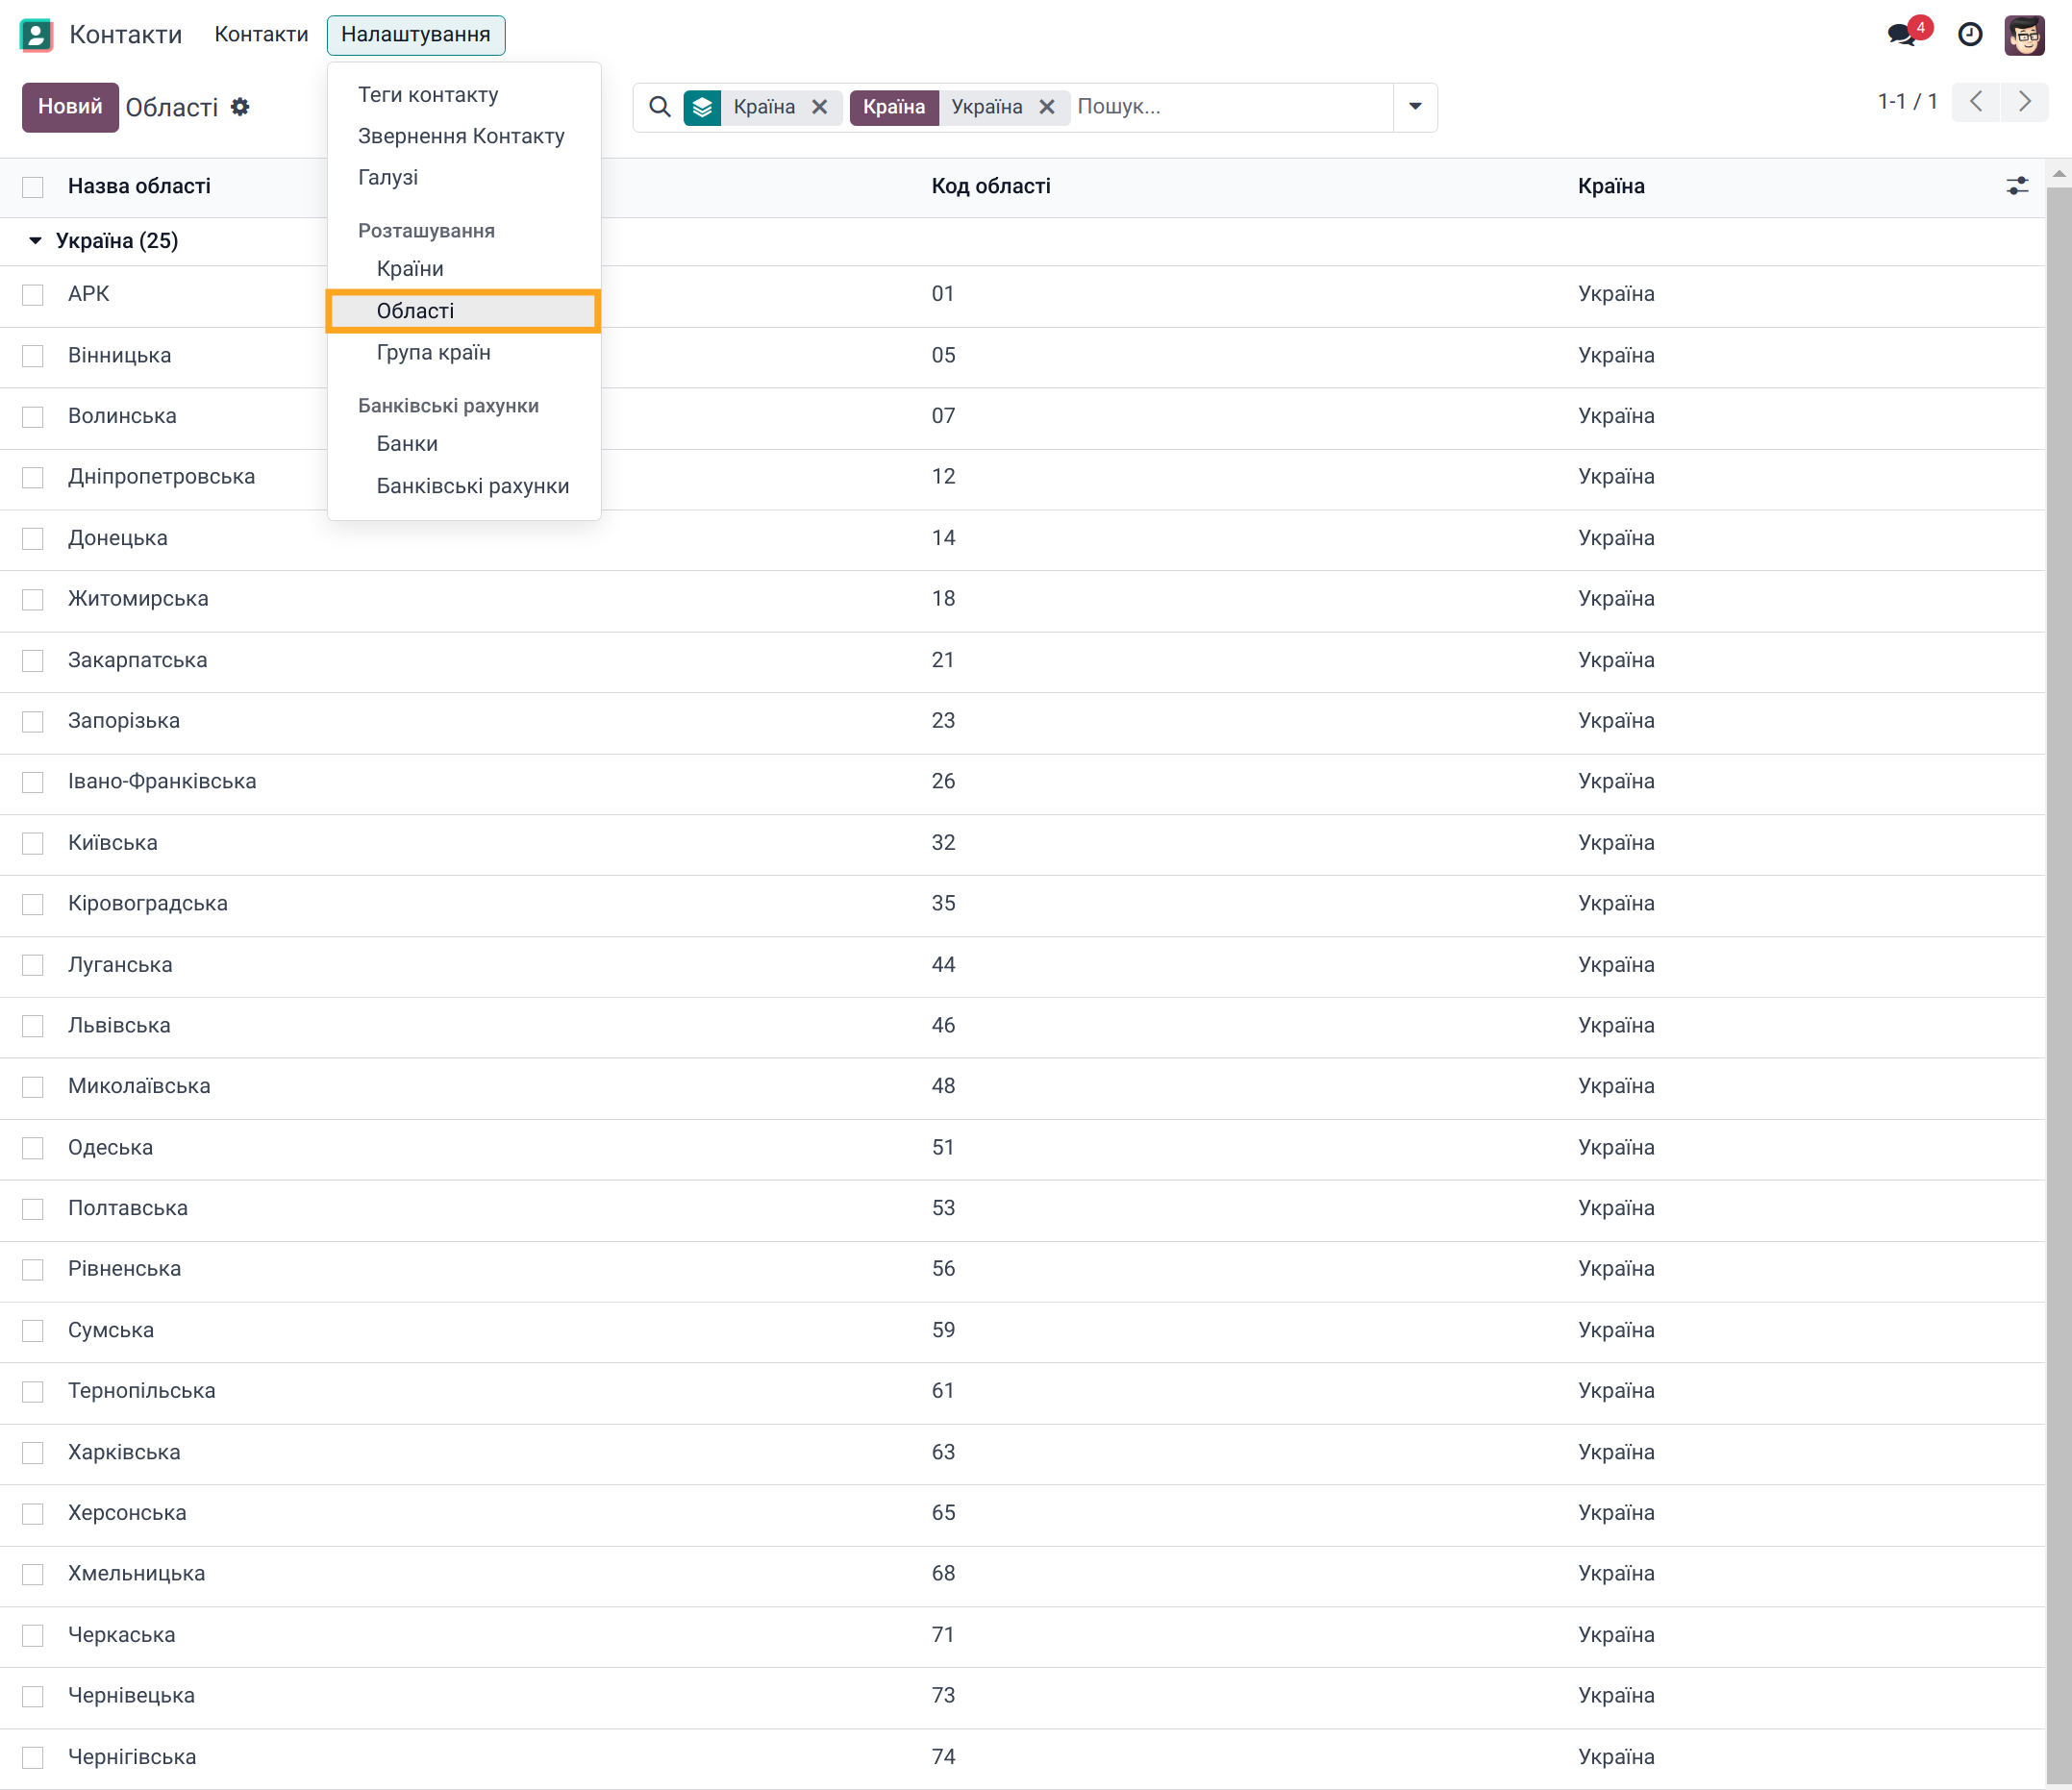 Контакти Контакти Налаштування 4
Новий Області Країна Країна Україна Пошук... 1-1 / 1
Теги контакту
Звернення Контакту
Галузі
Розташування
Країни
Області
Група країн
Банківські рахунки
Банки
Банківські рахунки
Назва області Код області Країна
Україна (25)
АРК 01 Україна
Вінницька 05 Україна
Волинська 07 Україна
Дніпропетровська 12 Україна
Донецька 14 Україна
Житомирська 18 Україна
Закарпатська 21 Україна
Запорізька 23 Україна
Івано-Франківська 26 Україна
Київська 32 Україна
Кіровоградська 35 Україна
Луганська 44 Україна
Львівська 46 Україна
Миколаївська 48 Україна
Одеська 51 Україна
Полтавська 53 Україна
Рівненська 56 Україна
Сумська 59 Україна
Тернопільська 61 Україна
Харківська 63 Україна
Херсонська 65 Україна
Хмельницька 68 Україна
Черкаська 71 Україна
Чернівецька 73 Україна
Чернігівська 74 Україна